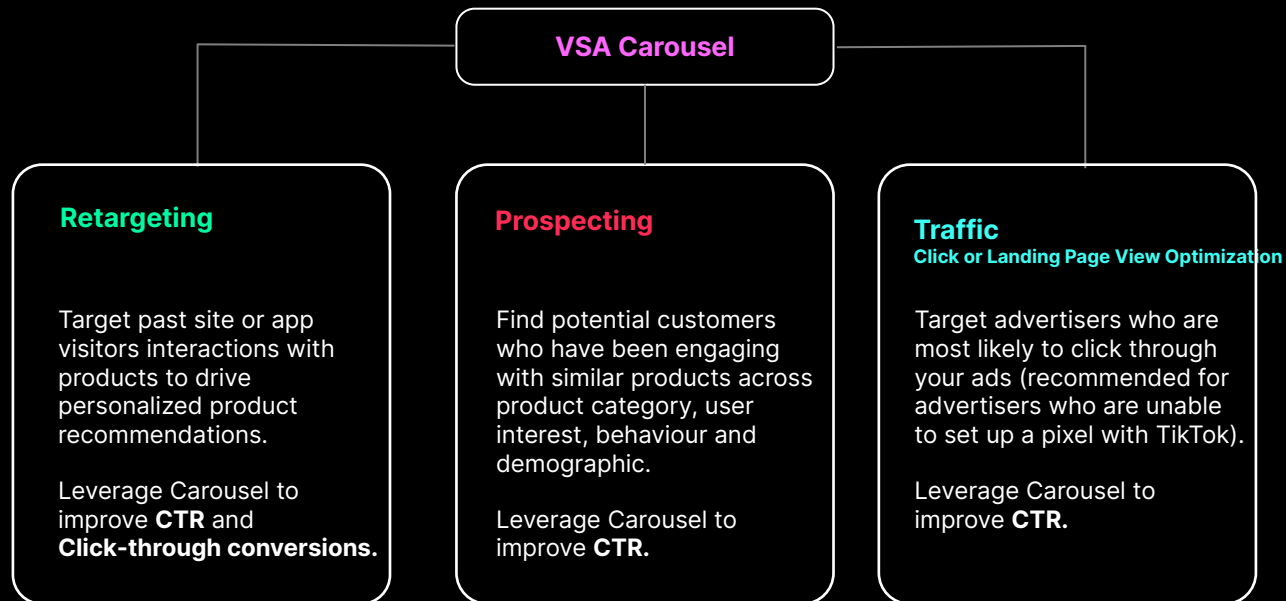 VSA Carousel
Retargeting
Target past site or app
visitors interactions with
products to drive
personalized product
recommendations.
Leverage Carousel to
improve CTR and
Click-through conversions.
Prospecting
Find potential customers
who have been engaging
with similar products across
product category, user
interest, behaviour and
demographic.
Leverage Carousel to
improve CTR.
Traffic
Click or Landing Page View Optimization
Target advertisers who are
most likely to click through
your ads (recommended for
advertisers who are unable
to set up a pixel with TikTok).
Leverage Carousel to
improve CTR.